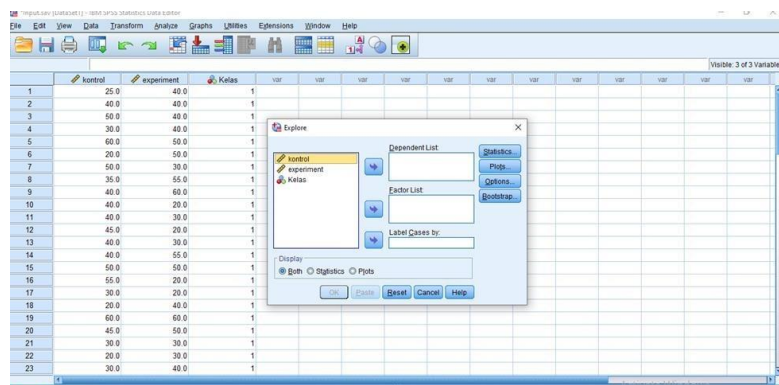 *Input.sav [DataSet1] - IBM SPSS Statistics Data Editor
File Edit View Data Transform Analyze Graphs Utilities Extensions Window Help
Visible: 3 of 3 Variable
kontrol experiment Kelas var var var var var var var var var var var
1 25.0 40.0 1
2 40.0 40.0 1
3 50.0 40.0 1
4 30.0 40.0 1
5 60.0 50.0 1
6 20.0 50.0 1
7 50.0 30.0 1
8 35.0 55.0 1
9 40.0 60.0 1
10 40.0 20.0 1
11 40.0 30.0 1
12 45.0 20.0 1
13 40.0 30.0 1
14 40.0 55.0 1
15 50.0 50.0 1
16 55.0 20.0 1
17 30.0 20.0 1
18 20.0 40.0 1
19 60.0 60.0 1
20 45.0 50.0 1
21 30.0 30.0 1
22 20.0 30.0 1
23 30.0 40.0 1
Explore
kontrol
experiment
Kelas
Dependent List:
Factor List:
Label Cases by:
Statistics...
Plots...
Options...
Bootstrap...
Display
Both Statistics Plots
OK Paste Reset Cancel Help